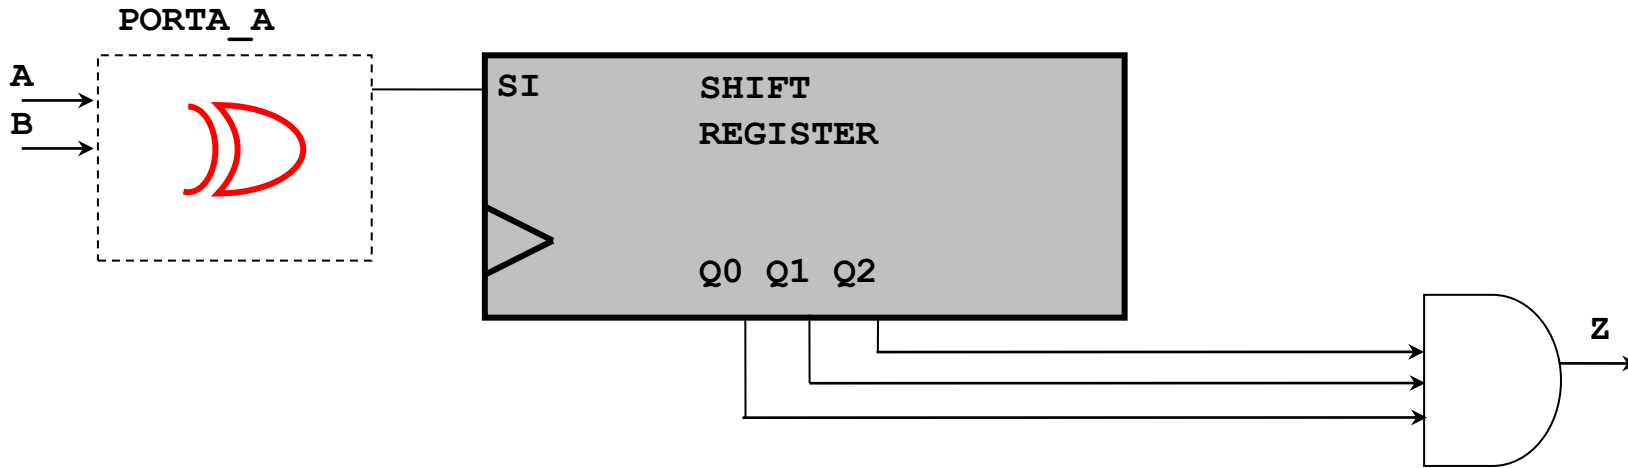 PORTA_A
A
B
SI
SHIFT
REGISTER
Q0 Q1 Q2
Z